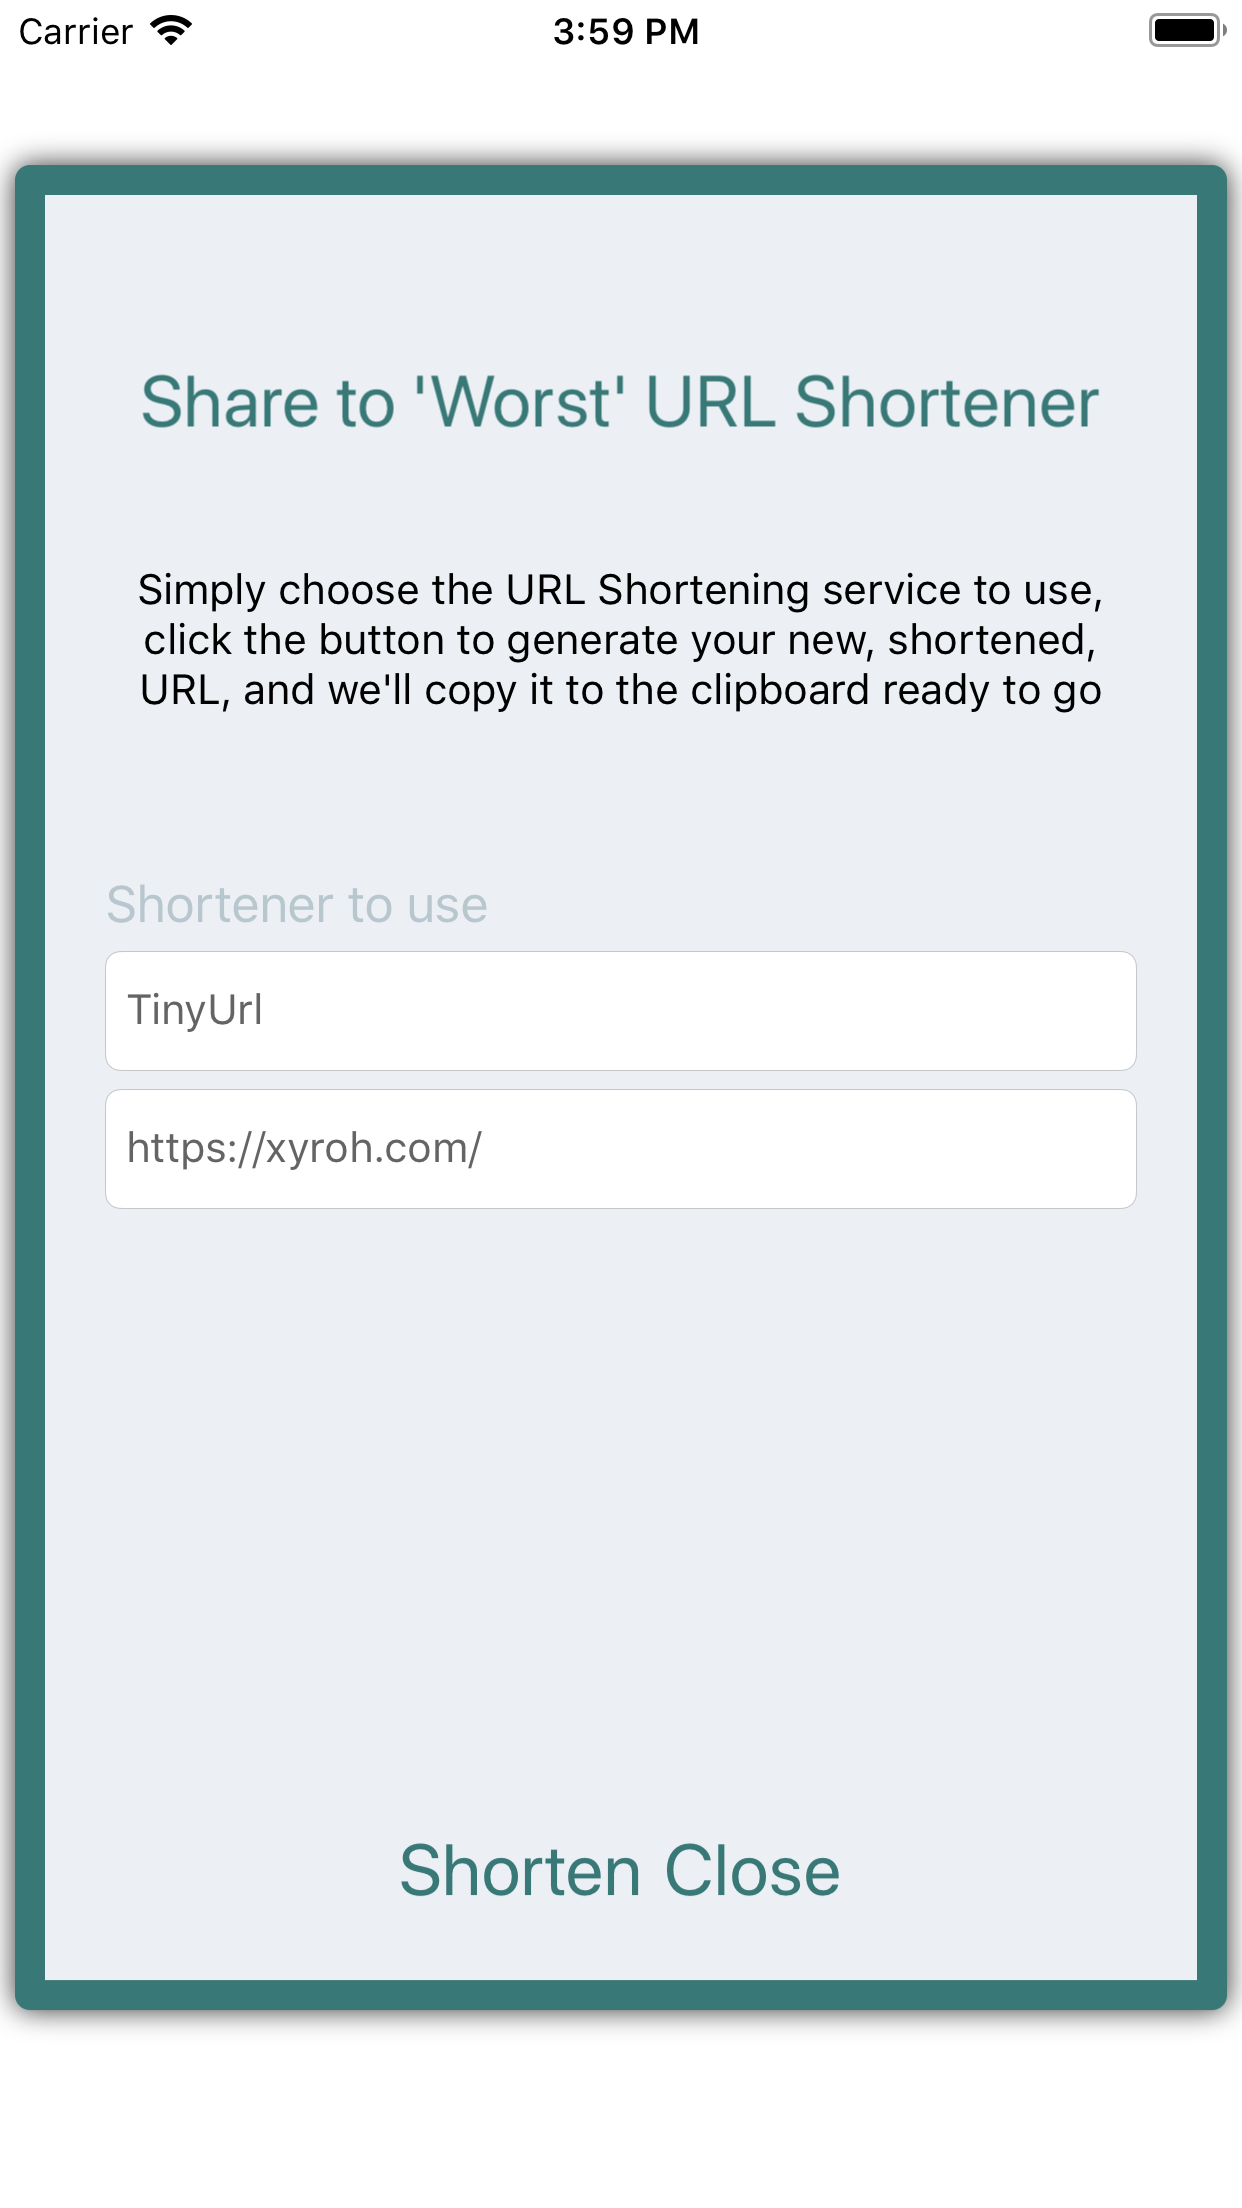 Carrier
3:59 PM
Share to 'Worst' URL Shortener
Simply choose the URL Shortening service to use,
click the button to generate your new, shortened,
URL, and we'll copy it to the clipboard ready to go
Shortener to use
TinyUrl
https://xyroh.com/
Shorten Close